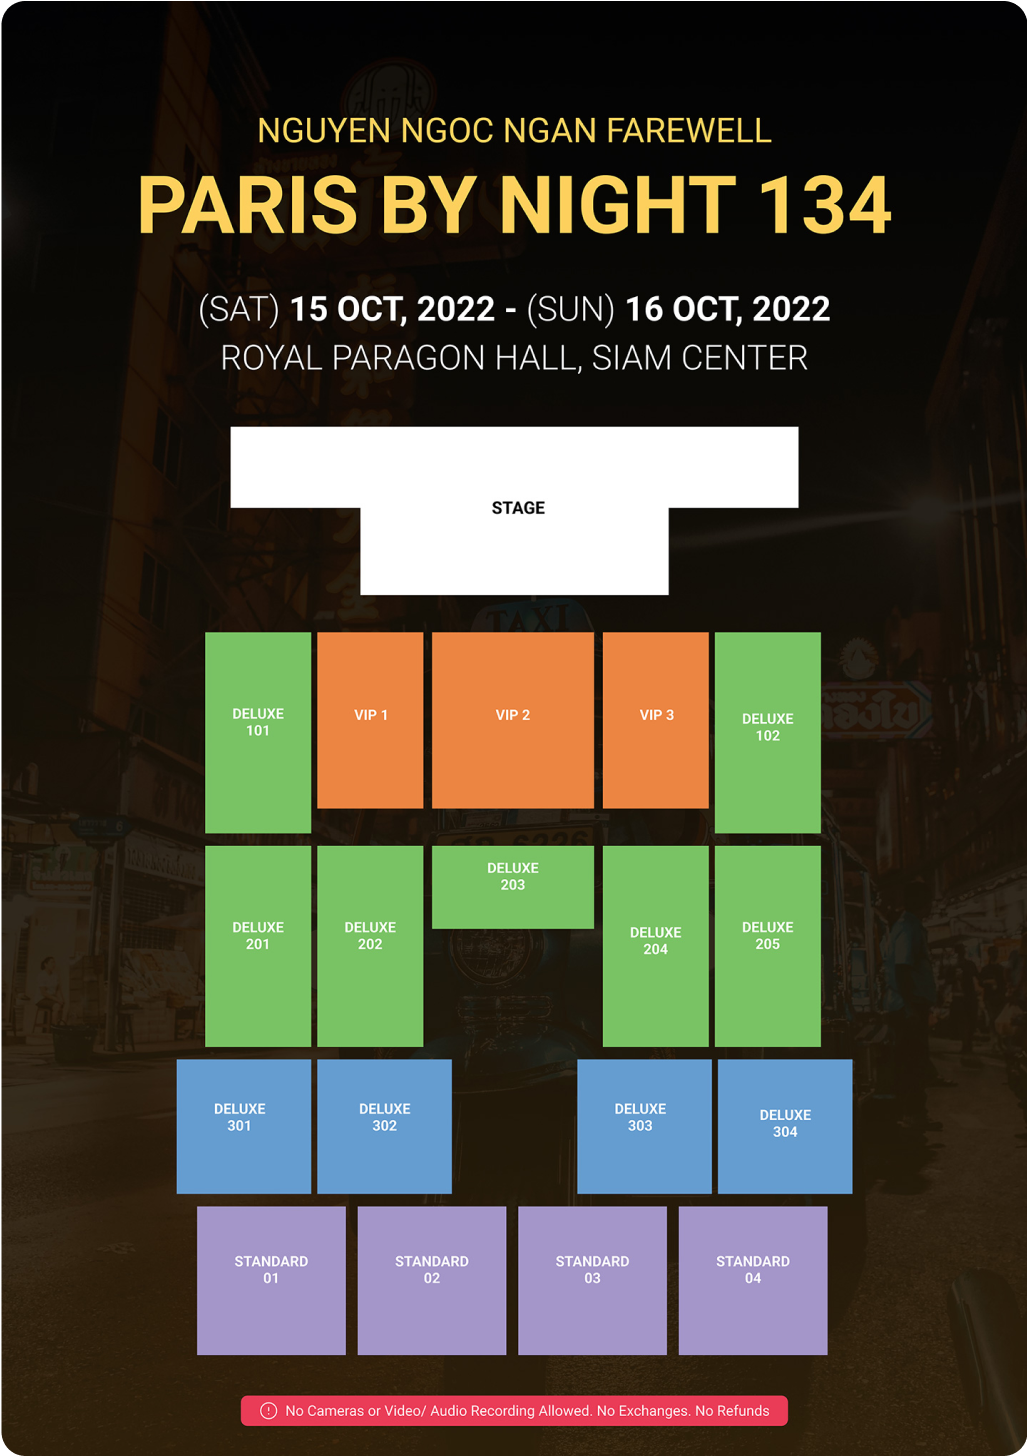 NGUYEN NGOC NGAN FAREWELL
PARIS BY NIGHT 134
(SAT) 15 OCT, 2022 - (SUN) 16 OCT, 2022
ROYAL PARAGON HALL, SIAM CENTER
STAGE
TAXI
DELUXE
101
VIP 1
VIP 2
VIP 3
DELUXE
102
DELUXE
201
DELUXE
202
DELUXE
203
DELUXE
204
DELUXE
205
DELUXE
301
DELUXE
302
DELUXE
303
DELUXE
304
STANDARD
01
STANDARD
02
STANDARD
03
STANDARD
04
No Cameras or Video/ Audio Recording Allowed. No Exchanges. No Refunds